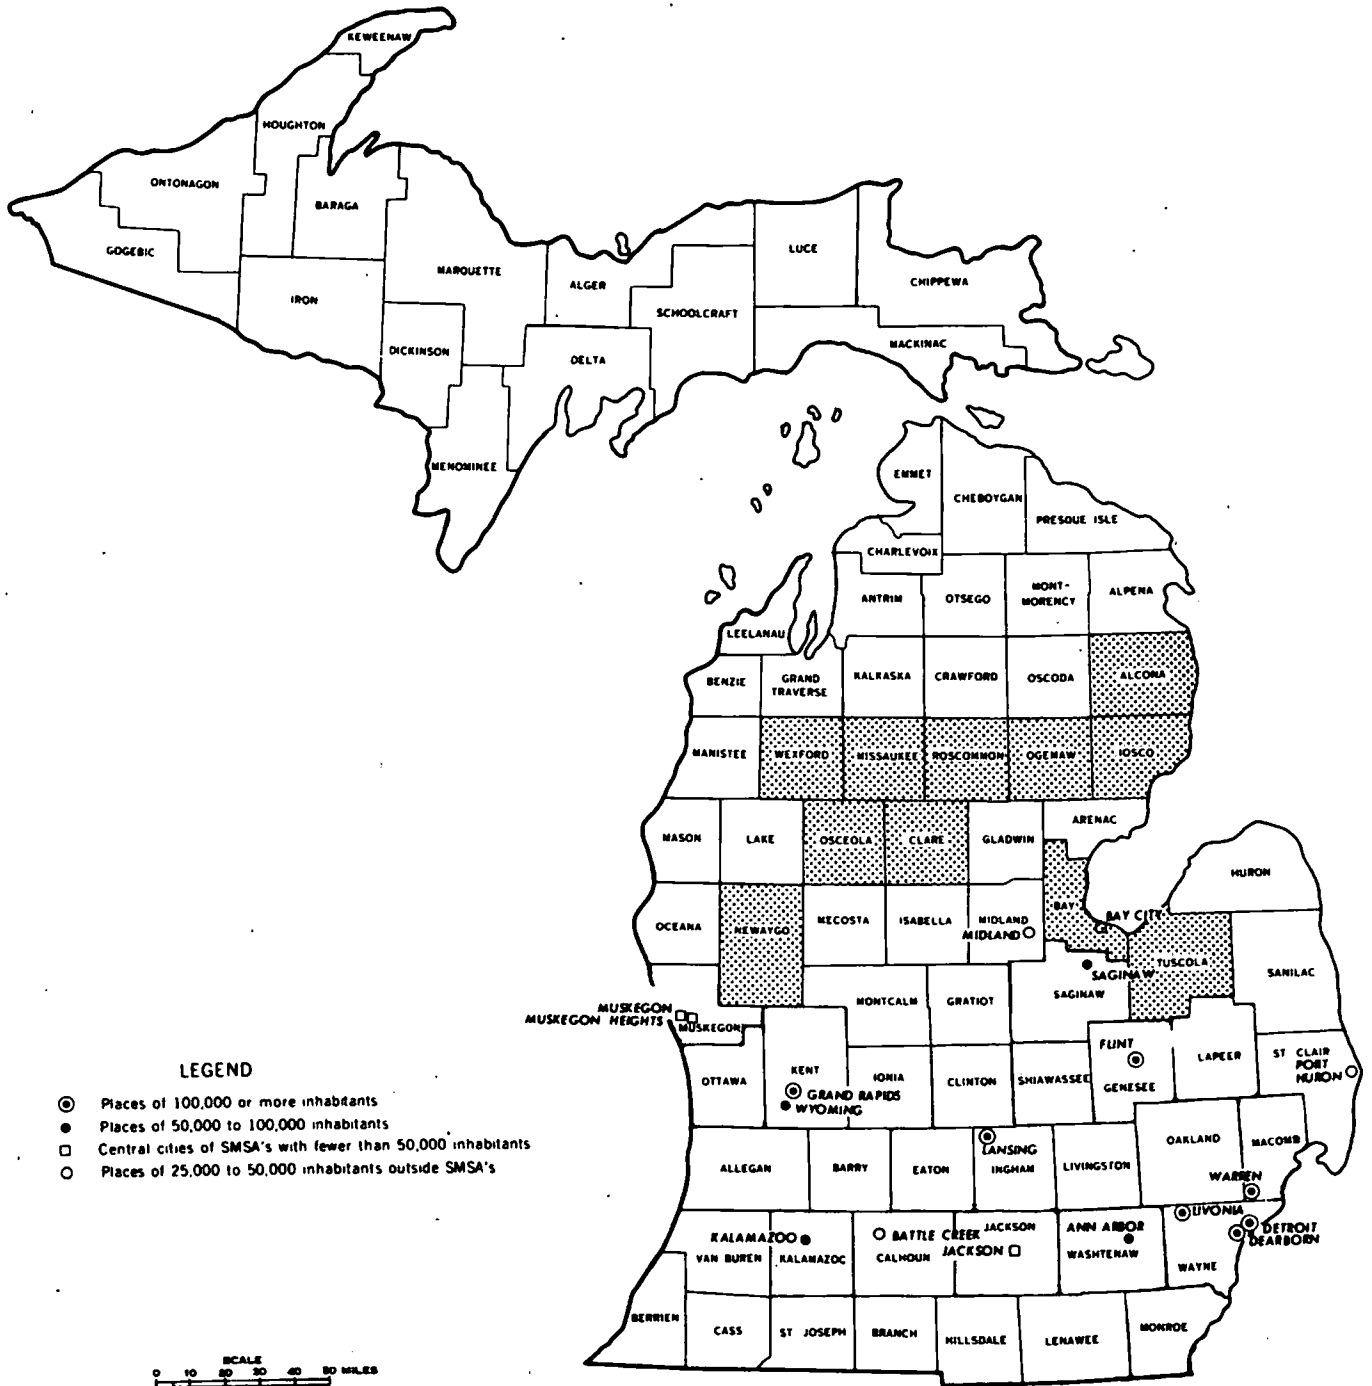 KEWEENAW
HOUGHTON
ONTONAGON
BARAGA
GOGEBIC
MARQUETTE
LUCE
CHIPPEWA
ALGER
IRON
SCHOOLCRAFT
MACKINAC
DICKINSON
DELTA
MENOMINEE
EMMET
CHEBOYGAN
PRESQUE ISLE
CHARLEVOIX
ANTRIM
OTSEGO
MONT-
MORENCY
ALPENA
LEELANAU
BENZIE
GRAND
TRAVERSE
KALKASKA
CRAWFORD
OSCODA
ALCONA
MANISTEE
WEXFORD
MISSAUKEE
ROSCOMMON
OGEMAW
IOSCO
ARENAC
MASON
LAKE
OSCEOLA
CLARE
GLADWIN
HURON
OCEANA
NEWAYGO
MECOSTA
ISABELLA
MIDLAND
MIDLAND
BAY
BAY CITY
TUSCOLA
SANILAC
SAGINAW
SAGINAW
MONTCALM
GRATIOT
MUSKEGON
MUSKEGON HEIGHTS
MUSKEGON
OTTAWA
KENT
GRAND RAPIDS
WYOMING
IONIA
CLINTON
SHIAWASSEE
FLINT
GENESEE
LAPEER
ST CLAIR
PORT
HURON
ALLEGAN
BARRY
EATON
LANSING
INGHAM
LIVINGSTON
OAKLAND
MACOMB
WARREN
LIVONIA
DETROIT
DEARBORN
WAYNE
KALAMAZOO
VAN BUREN
KALAMAZOO
BATTLE CREEK
CALHOUN
JACKSON
JACKSON
ANN ARBOR
WASHTENAW
BERRIEN
CASS
ST JOSEPH
BRANCH
HILLSDALE
LENAWEE
MONROE
LEGEND
Places of 100,000 or more inhabitants
Places of 50,000 to 100,000 inhabitants
Central cities of SMSA's with fewer than 50,000 inhabitants
Places of 25,000 to 50,000 inhabitants outside SMSA's
SCALE
0 10 20 30 40 50 MILES